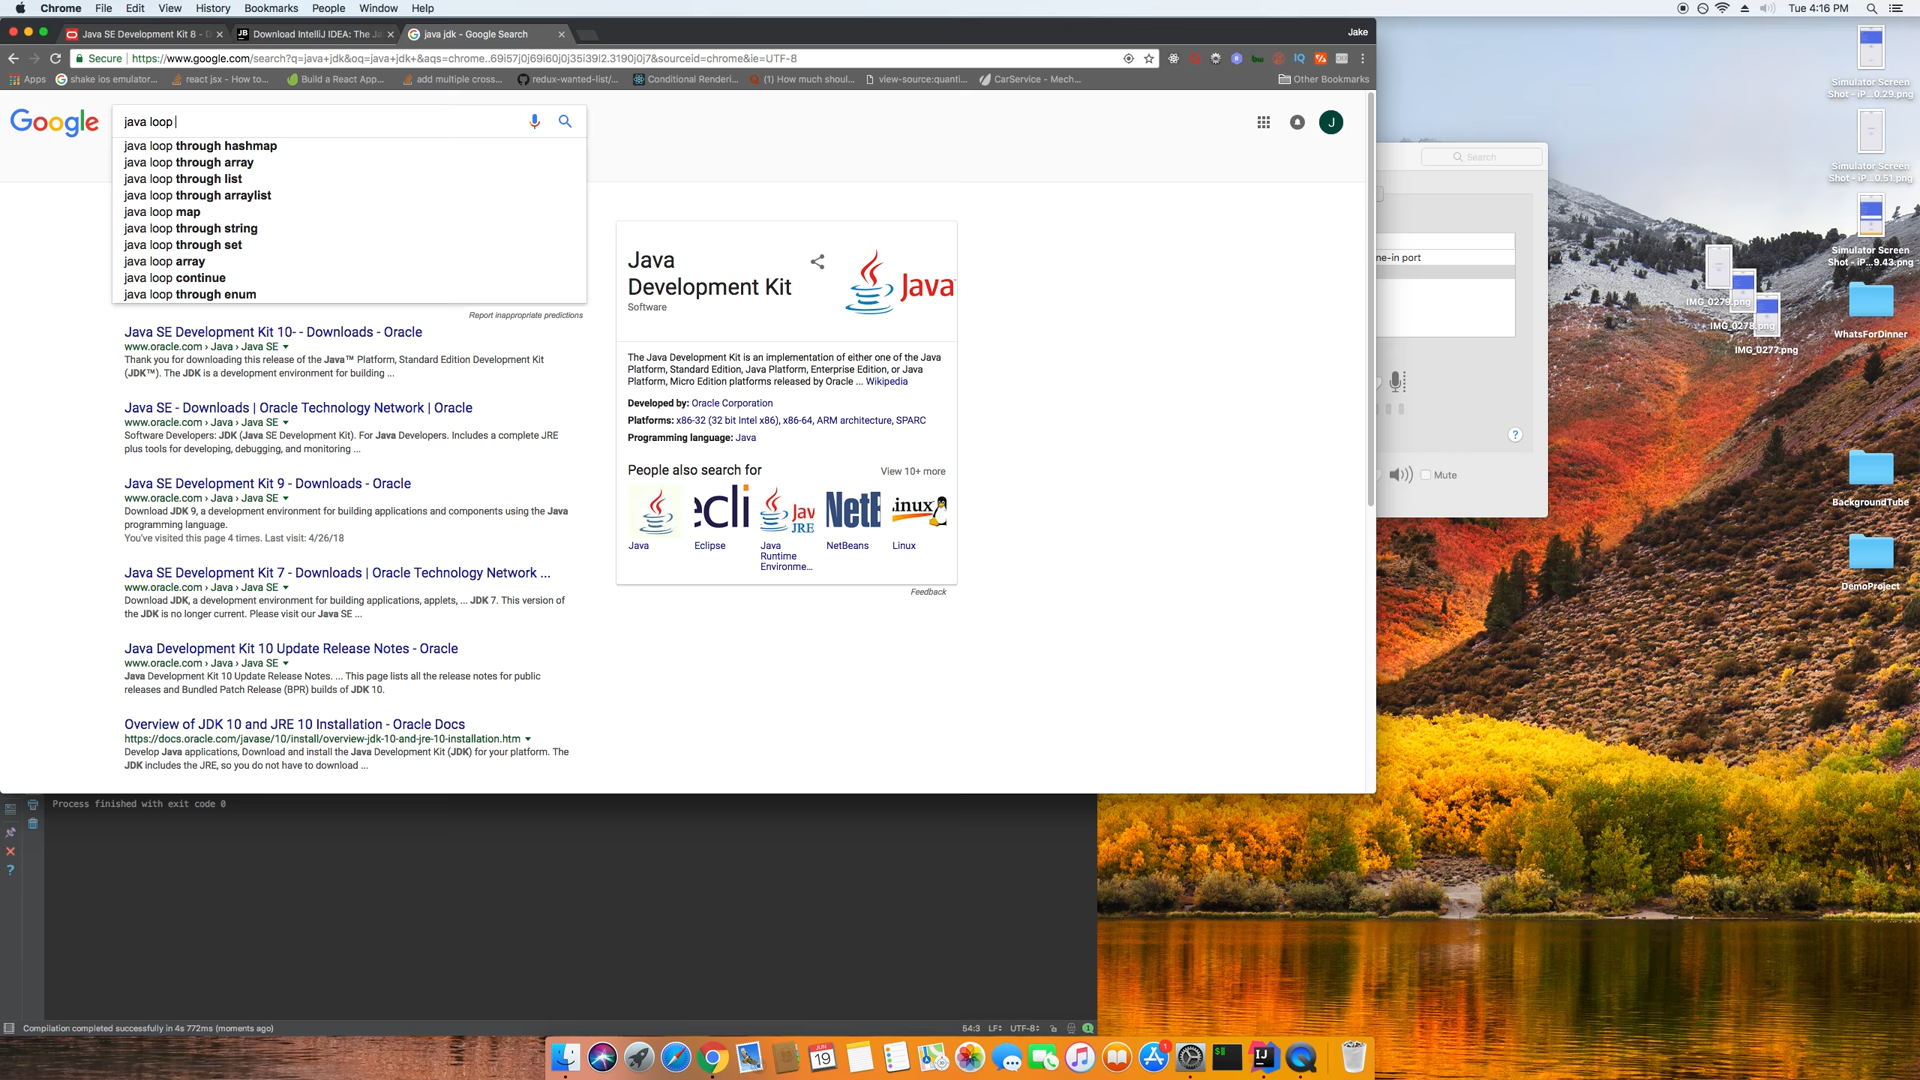 Chrome File Edit View History Bookmarks People Window Help
Tue 4:16 PM
Java SE Development Kit 8 - D
Download IntelliJ IDEA: The Ja
java jdk - Google Search
Jake
Secure
https://www.google.com/search?q=java+jdk&oq=java+jdk+&aqs=chrome..69i57j0j69i60j0j35i39l2.3190j0j7&sourceid=chrome&ie=UTF-8
Apps
shake ios emulator...
react jsx - How to...
Build a React App...
add multiple cross...
redux-wanted-list/...
Conditional Renderi...
(1) How much shoul...
view-source:quanti...
CarService - Mech...
Other Bookmarks
Google
java loop
J
java loop through hashmap
java loop through array
java loop through list
java loop through arraylist
java loop map
java loop through string
java loop through set
java loop array
java loop continue
java loop through enum
Report inappropriate predictions
Java SE Development Kit 10- - Downloads - Oracle
www.oracle.com › Java › Java SE
Thank you for downloading this release of the Java™ Platform, Standard Edition Development Kit
(JDK™). The JDK is a development environment for building ...
Java SE - Downloads | Oracle Technology Network | Oracle
www.oracle.com › Java › Java SE
Software Developers: JDK (Java SE Development Kit). For Java Developers. Includes a complete JRE
plus tools for developing, debugging, and monitoring ...
Java SE Development Kit 9 - Downloads - Oracle
www.oracle.com › Java › Java SE
Download JDK 9, a development environment for building applications and components using the Java
programming language.
You've visited this page 4 times. Last visit: 4/26/18
Java SE Development Kit 7 - Downloads | Oracle Technology Network ...
www.oracle.com › Java › Java SE
Download JDK, a development environment for building applications, applets, ... JDK 7. This version of
the JDK is no longer current. Please visit our Java SE ...
Java Development Kit 10 Update Release Notes - Oracle
www.oracle.com › Java › Java SE
Java Development Kit 10 Update Release Notes. ... This page lists all the release notes for public
releases and Bundled Patch Release (BPR) builds of JDK 10.
Overview of JDK 10 and JRE 10 Installation - Oracle Docs
https://docs.oracle.com/javase/10/install/overview-jdk-10-and-jre-10-installation.htm
Develop Java applications, Download and install the Java Development Kit (JDK) for your platform. The
JDK includes the JRE, so you do not have to download ...
Java
Development Kit
Software
Java
The Java Development Kit is an implementation of either one of the Java
Platform, Standard Edition, Java Platform, Enterprise Edition, or Java
Platform, Micro Edition platforms released by Oracle ... Wikipedia
Developed by: Oracle Corporation
Platforms: x86-32 (32 bit Intel x86), x86-64, ARM architecture, SPARC
Programming language: Java
People also search for
View 10+ more
ecli
Jav
JRE
NetB
Linux
Java
Eclipse
Java
Runtime
Environme...
NetBeans
Linux
Feedback
Search
ne-in port
?
Mute
Simulator Screen
Shot - iP...0.29.png
Simulator Screen
Shot - iP...0.51.png
Simulator Screen
Shot - iP...9.43.png
IMG_0279.png
IMG_0278.png
IMG_0277.png
WhatsForDinner
BackgroundTube
DemoProject
Process finished with exit code 0
Compilation completed successfully in 4s 772ms (moments ago)
54:3 LF÷ UTF-8÷
1
JUN
19
1
$
IJ